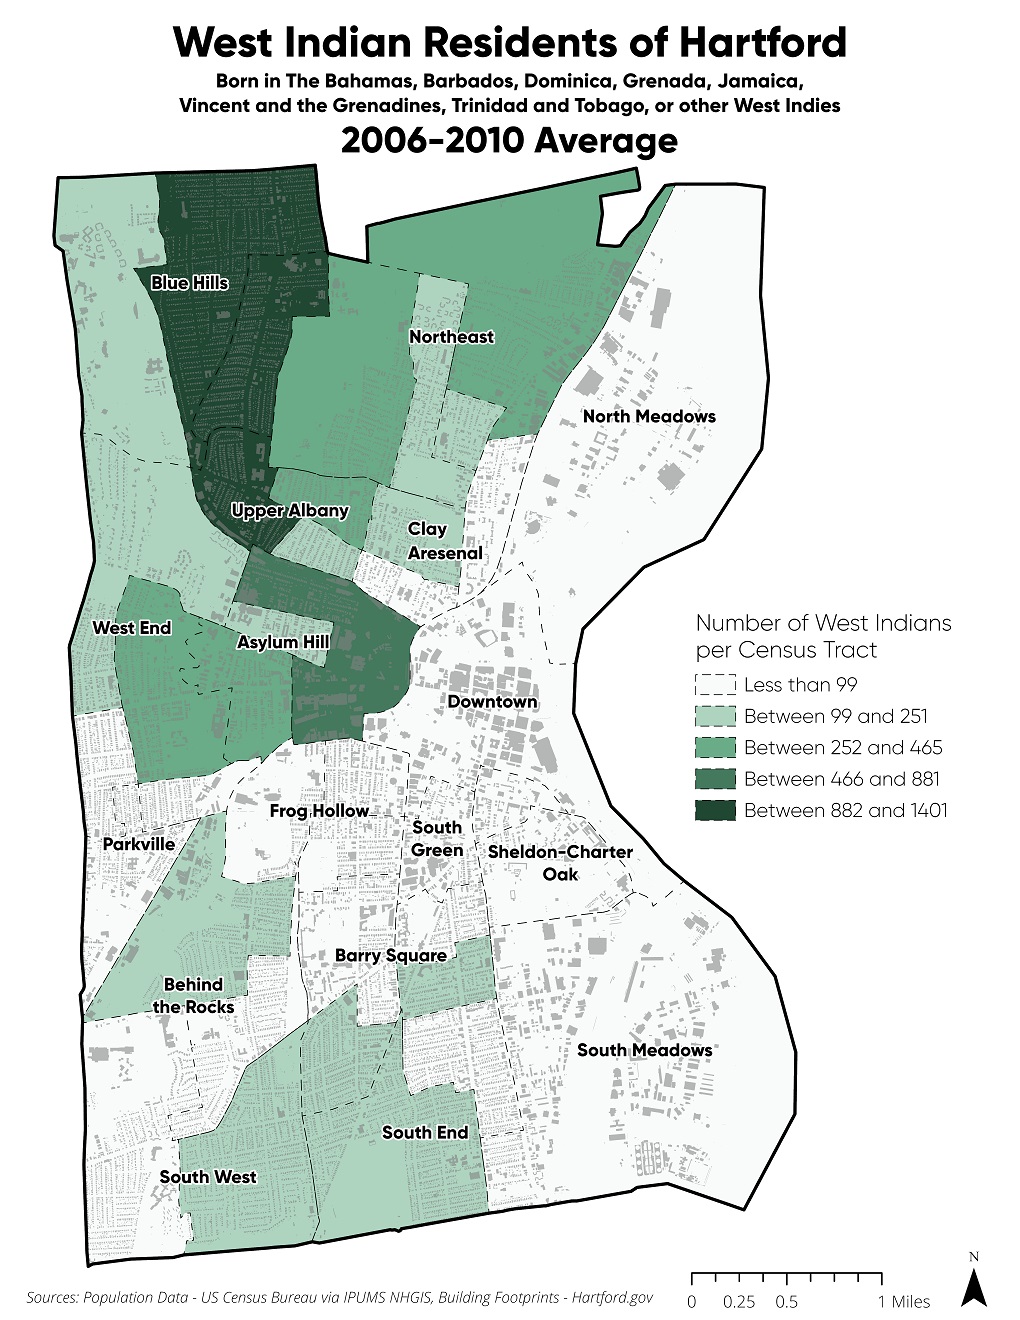 West Indian Residents of Hartford
Born in The Bahamas, Barbados, Dominica, Grenada, Jamaica,
Vincent and the Grenadines, Trinidad and Tobago, or other West Indies
2006-2010 Average
Blue Hills
Northeast
North Meadows
Upper Albany
Clay
Aresenal
West End
Asylum Hill
Number of West Indians
per Census Tract
Less than 99
Between 99 and 251
Between 252 and 465
Between 466 and 881
Between 882 and 1401
Downtown
Frog Hollow
Parkville
South
Green
Sheldon-Charter
Oak
Barry Square
Behind
the Rocks
South Meadows
South End
South West
N
Sources: Population Data - US Census Bureau via IPUMS NHGIS, Building Footprints - Hartford.gov
0 0.25 0.5 1 Miles